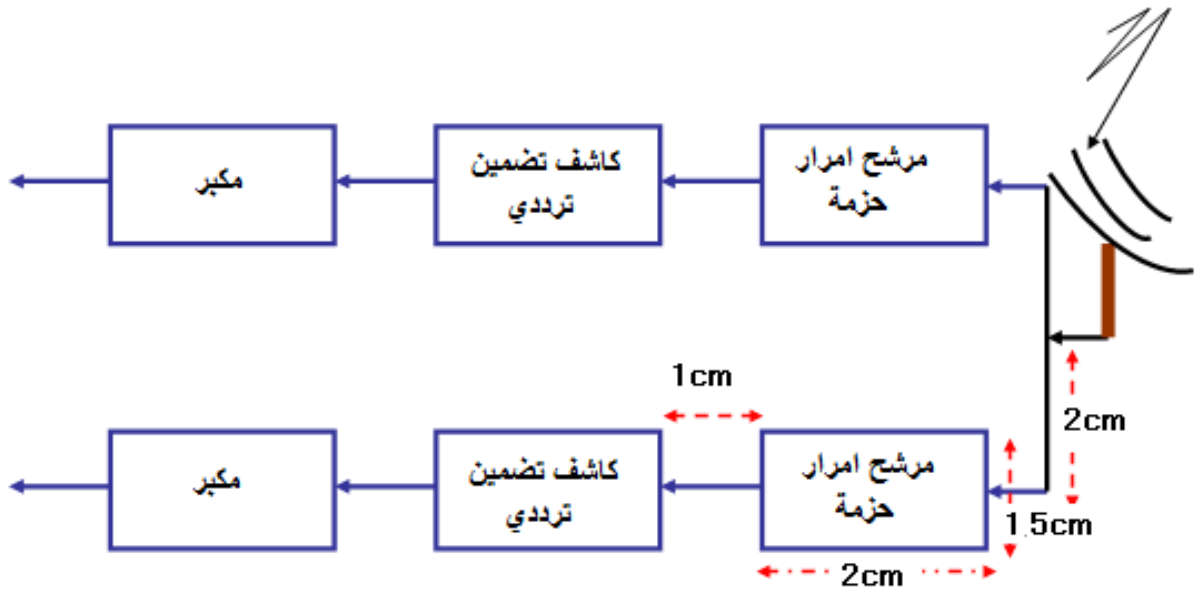 مرشح امرار
حزمة
كاشف تضمين
ترددي
مكبر
1cm
2cm
مرشح امرار
حزمة
كاشف تضمين
ترددي
مكبر
1.5cm
2cm